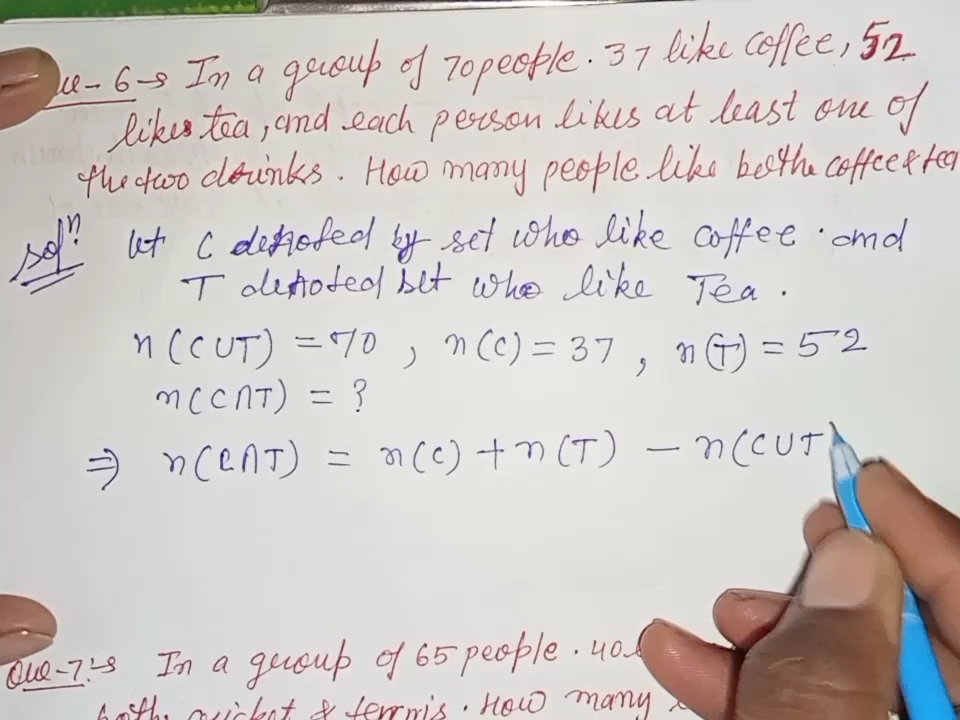 ue-6→ In a group of 70 people. 37 like coffee, 52
likes tea, and each person likes at least one of
the two drinks. How many people like bothe coffee & tea
solⁿ. let C denoted by set who like coffee. and
T denoted set who like Tea.
n(C∪T) = 70, n(C) = 37, n(T) = 52
n(C∩T) = ?
⇒ n(C∩T) = n(C) + n(T) - n(C∪T
Que-7:→ In a group of 65 people. 40
both cricket & tennis. How many